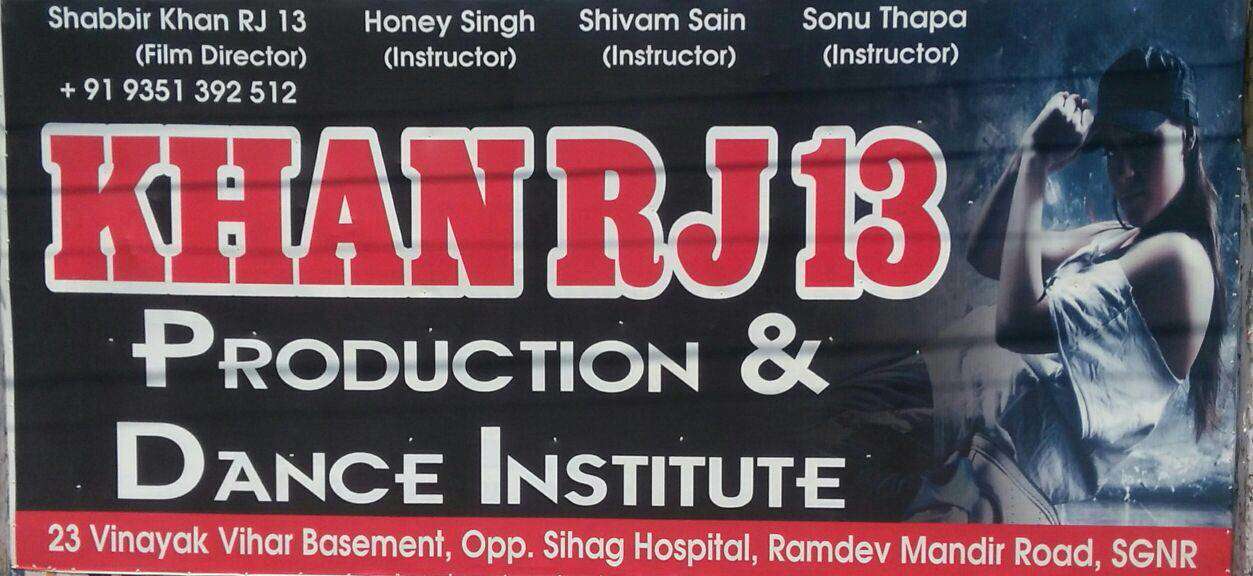 Shabbir Khan RJ 13 Honey Singh Shivam Sain Sonu Thapa
(Film Director) (Instructor) (Instructor) (Instructor)
+ 91 9351 392 512
KHAN RJ 13
PRODUCTION &
DANCE INSTITUTE
23 Vinayak Vihar Basement, Opp. Sihag Hospital, Ramdev Mandir Road, SGNR